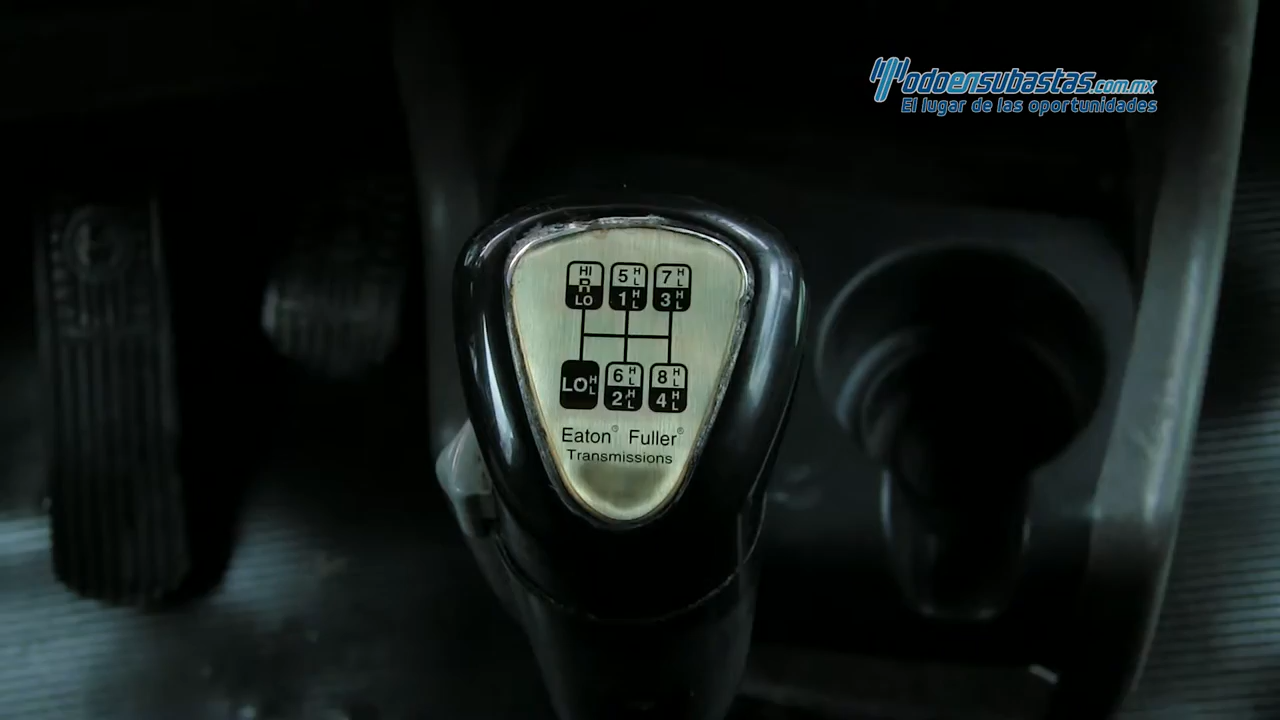 Todoensubastas.com.mx
El lugar de las oportunidades
HI 5 H L 7 H L
R
LO 1 H L 3 H L
LO H L 6 H L 8 H L
2 H L 4 H L
Eaton® Fuller®
Transmissions